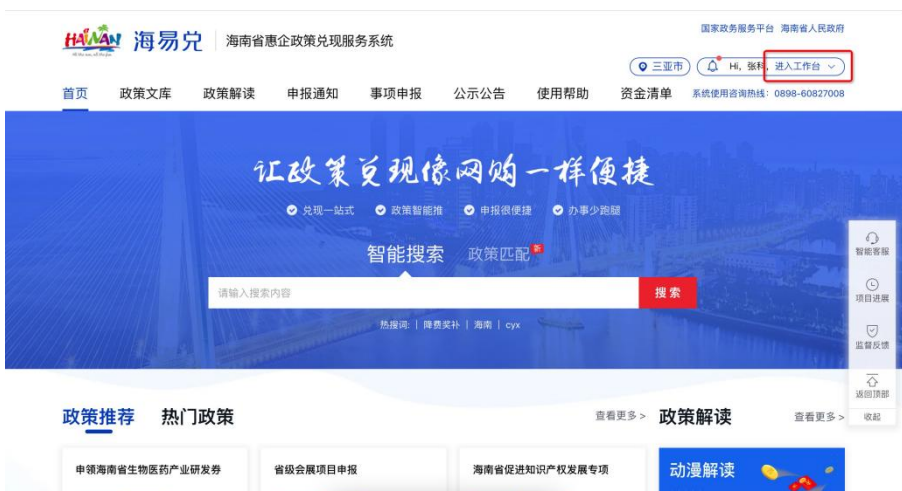 国家政务服务平台 海南省人民政府
HAINAN 海易兑 海南省惠企政策兑现服务系统
三亚市 Hi, 张科, 进入工作台
首页 政策文库 政策解读 申报通知 事项申报 公示公告 使用帮助 资金清单 系统使用咨询热线: 0898-60827008
让政策兑现像网购一样便捷
兑现一站式 政策智能推 申报很便捷 办事少跑腿
智能搜索 政策匹配 新
请输入搜索内容 搜索
热搜词: | 降费奖补 | 海南 | cyx
智能客服
项目进展
监督反馈
返回顶部
收起
政策推荐 热门政策 查看更多 > 政策解读 查看更多 >
申领海南省生物医药产业研发券 省级会展项目申报 海南省促进知识产权发展专项 动漫解读